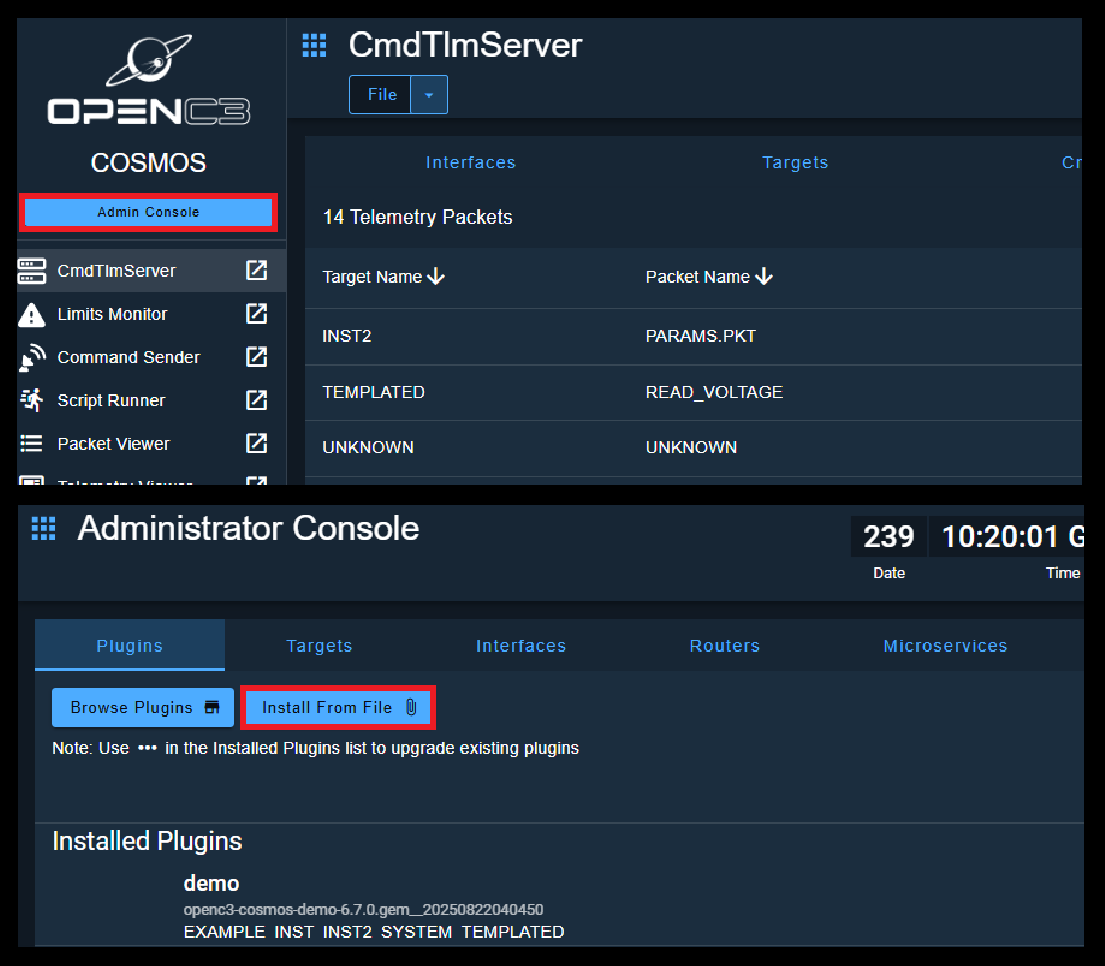 OPENC3
COSMOS
Admin Console
CmdTlmServer
Limits Monitor
Command Sender
Script Runner
Packet Viewer
CmdTlmServer
File
Interfaces Targets
14 Telemetry Packets
Target Name Packet Name
INST2 PARAMS.PKT
TEMPLATED READ_VOLTAGE
UNKNOWN UNKNOWN
Administrator Console
239 10:20:01
Date Time
Plugins Targets Interfaces Routers Microservices
Browse Plugins Install From File
Note: Use ••• in the Installed Plugins list to upgrade existing plugins
Installed Plugins
demo
openc3-cosmos-demo-6.7.0.gem__20250822040450
EXAMPLE INST INST2 SYSTEM TEMPLATED